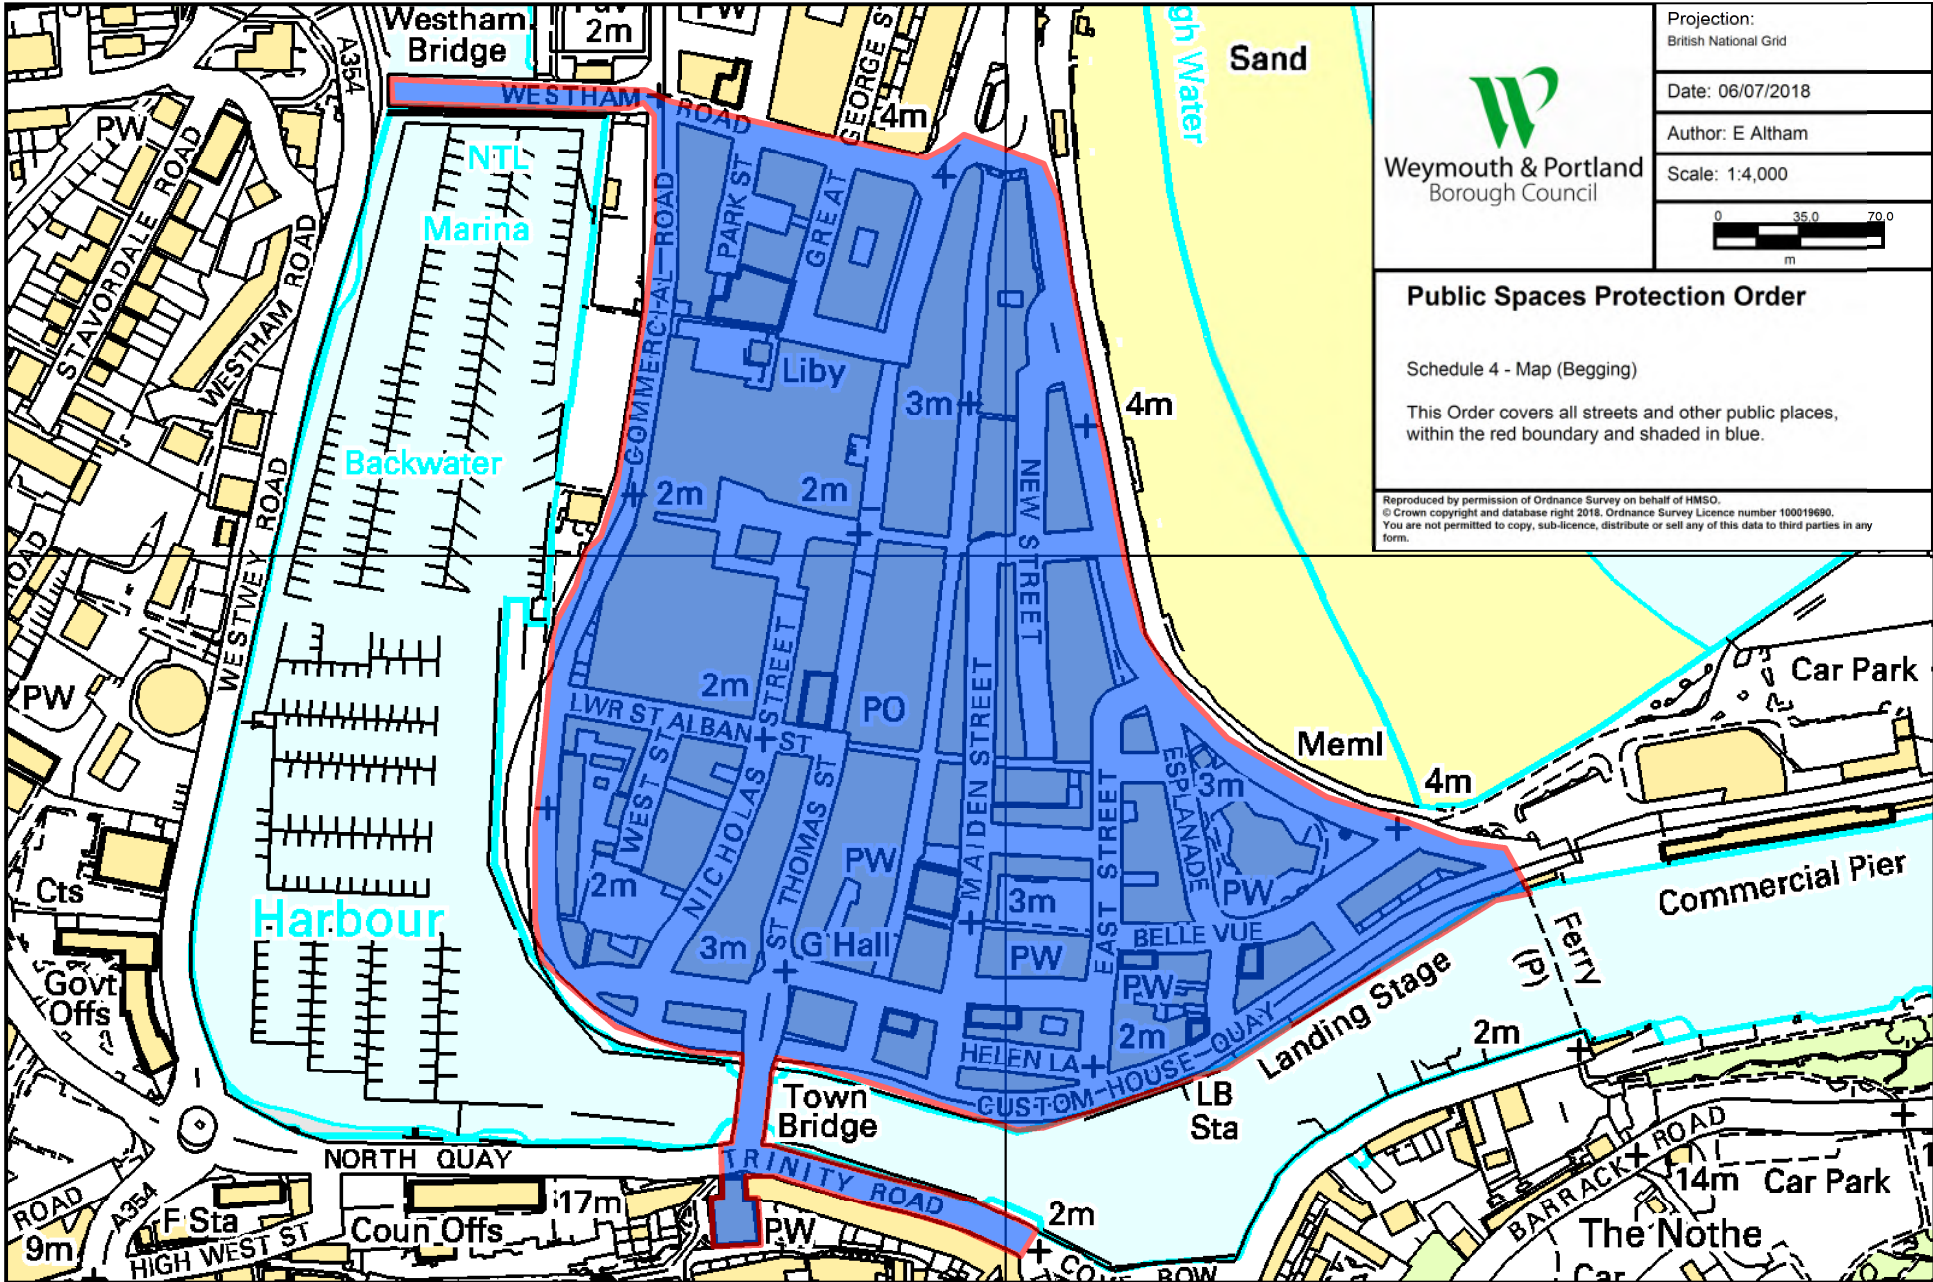 Westham
Bridge
2m
PW
GEORGE ST
4m
Sand
gh Water
A354
PW
STAVORDALE ROAD
WESTHAM ROAD
WESTHAM ROAD
NTL
Marina
Backwater
COMMERCIAL ROAD
PARK ST
GREAT
Liby
3m
4m
2m
2m
NEW STREET
ROAD
WESTWEY ROAD
PW
2m
STREET
LWR ST ALBAN ST
PO
WEST ST
NICHOLAS
ST THOMAS ST
MAIDEN STREET
EAST STREET
ESPLANADE
3m
Meml
4m
Car Park
Cts
Harbour
2m
PW
3m
PW
BELLE VUE
3m
G Hall
PW
PW
2m
HELEN LA
CUSTOM HOUSE QUAY
Landing Stage
LB
Sta
Ferry
(P)
Commercial Pier
2m
Govt
Offs
Town
Bridge
NORTH QUAY
TRINITY ROAD
ROAD
A354
9m
F Sta
HIGH WEST ST
Coun Offs
17m
PW
2m
COVE ROW
BARRACK ROAD
14m
Car Park
The Nothe
Car
Weymouth & Portland
Borough Council
Projection:
British National Grid
Date: 06/07/2018
Author: E Altham
Scale: 1:4,000
0 35.0 70.0
m
Public Spaces Protection Order
Schedule 4 - Map (Begging)
This Order covers all streets and other public places,
within the red boundary and shaded in blue.
Reproduced by permission of Ordnance Survey on behalf of HMSO.
© Crown copyright and database right 2018. Ordnance Survey Licence number 100019690.
You are not permitted to copy, sub-licence, distribute or sell any of this data to third parties in any
form.